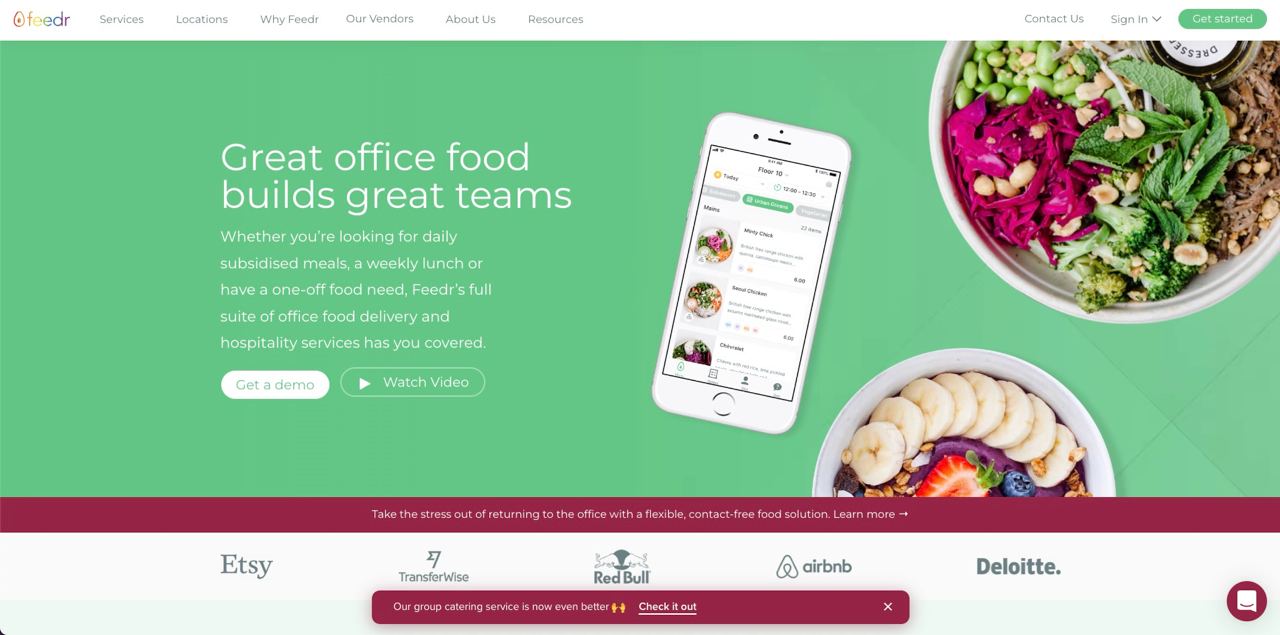 feedr
Services
Locations
Why Feedr
Our Vendors
About Us
Resources
Contact Us
Sign In
Get started
Great office food
builds great teams
Whether you’re looking for daily
subsidised meals, a weekly lunch or
have a one-off food need, Feedr’s full
suite of office food delivery and
hospitality services has you covered.
Get a demo
Watch Video
Floor 10
Today
12:00 – 12:30
Urban Greens
Mains
22 items
Minty Chick
6.00
Seoul Chicken
6.00
Chevrolet
DRESSED
Take the stress out of returning to the office with a flexible, contact-free food solution. Learn more →
Etsy
TransferWise
Red Bull
airbnb
Deloitte.
Our group catering service is now even better 🙌
Check it out